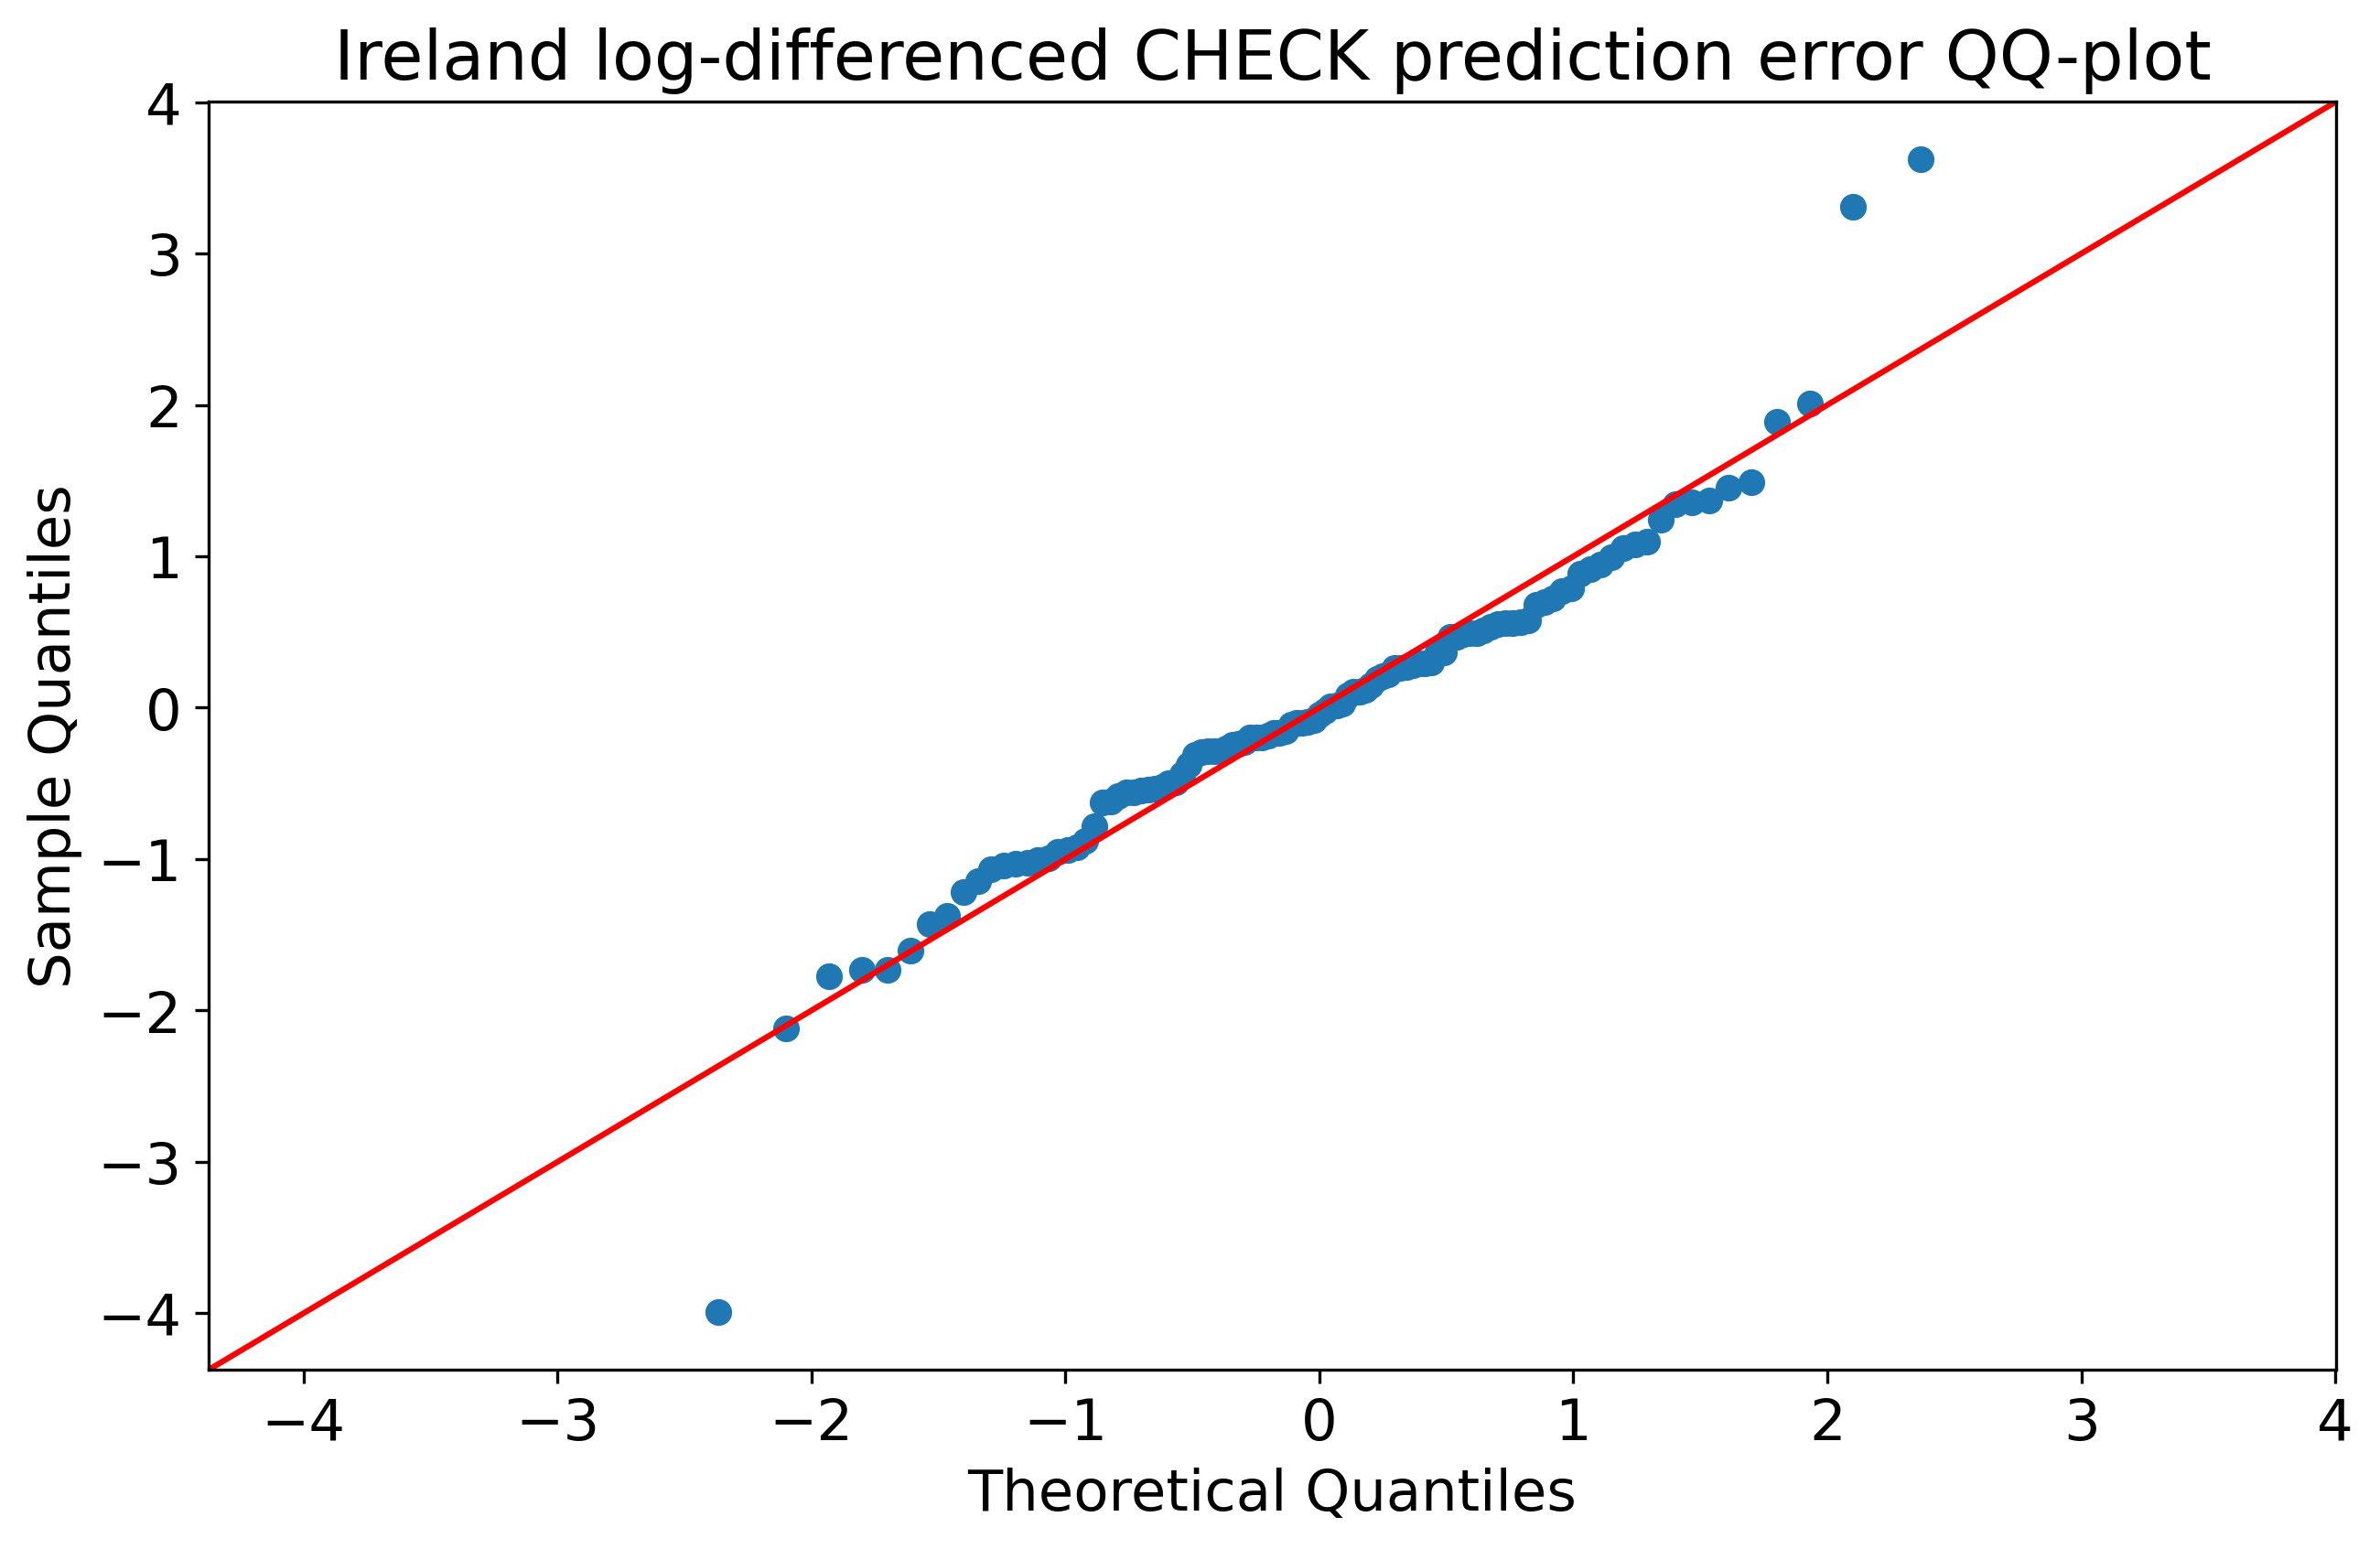 Ireland log-differenced CHECK prediction error QQ-plot
4
3
2
1
0
−1
−2
−3
−4
Sample Quantiles
−4 −3 −2 −1 0 1 2 3 4
Theoretical Quantiles